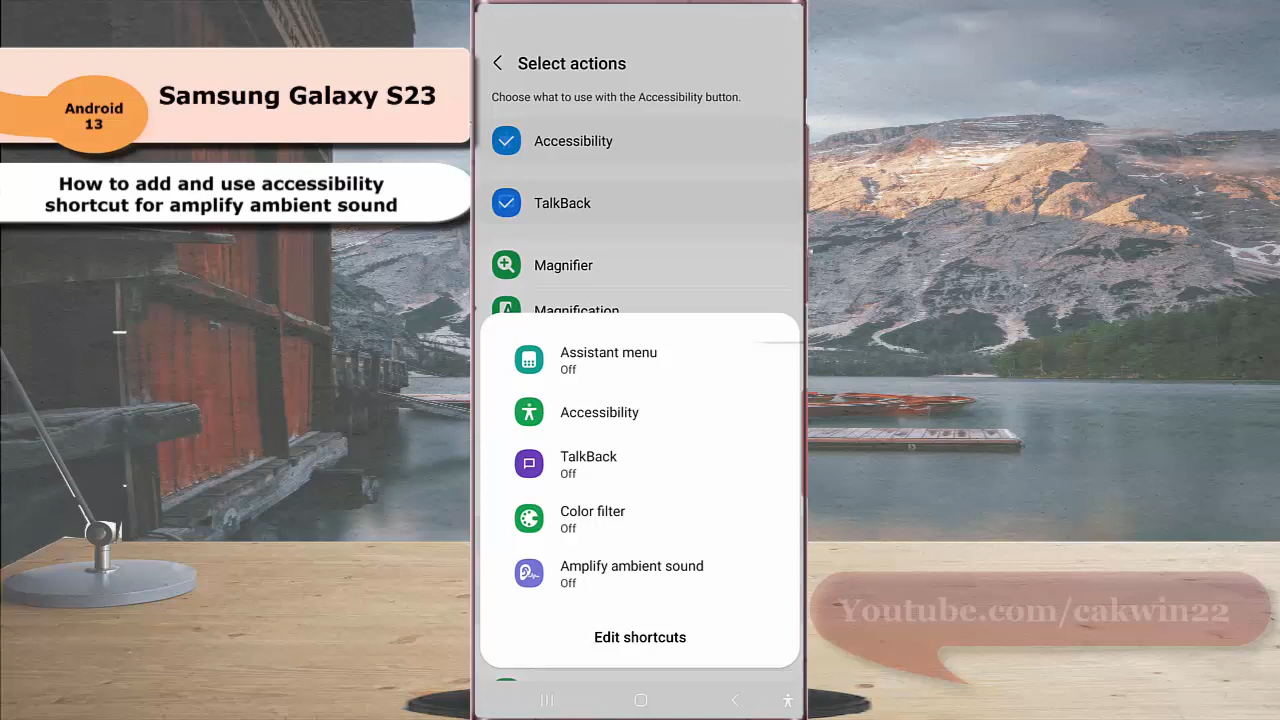 Android
13
Samsung Galaxy S23
How to add and use accessibility
shortcut for amplify ambient sound
Select actions
Choose what to use with the Accessibility button.
Accessibility
TalkBack
Magnifier
Magnification
Assistant menu
Off
Accessibility
TalkBack
Off
Color filter
Off
Amplify ambient sound
Off
Edit shortcuts
Youtube.com/cakwin22